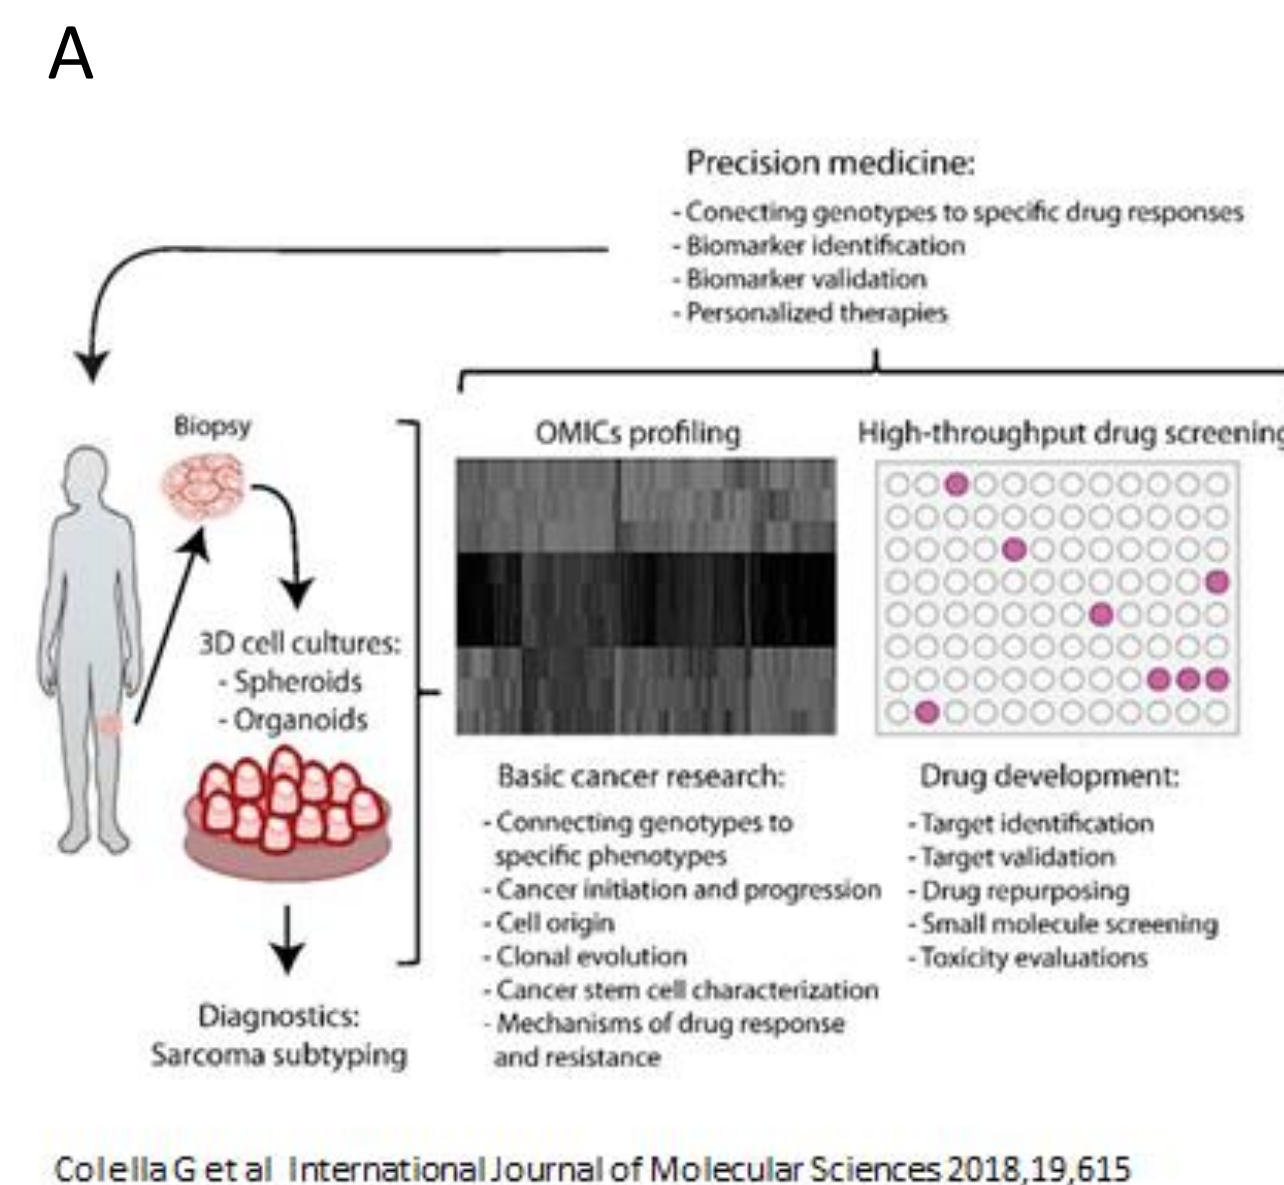 A
Precision medicine:
- Conecting genotypes to specific drug responses
- Biomarker identification
- Biomarker validation
- Personalized therapies
Biopsy
3D cell cultures:
- Spheroids
- Organoids
Diagnostics:
Sarcoma subtyping
OMICs profiling
Basic cancer research:
- Connecting genotypes to
specific phenotypes
- Cancer initiation and progression
- Cell origin
- Clonal evolution
- Cancer stem cell characterization
- Mechanisms of drug response
and resistance
High-throughput drug screening
Drug development:
- Target identification
- Target validation
- Drug repurposing
- Small molecule screening
- Toxicity evaluations
Colella G et al International Journal of Molecular Sciences 2018,19,615